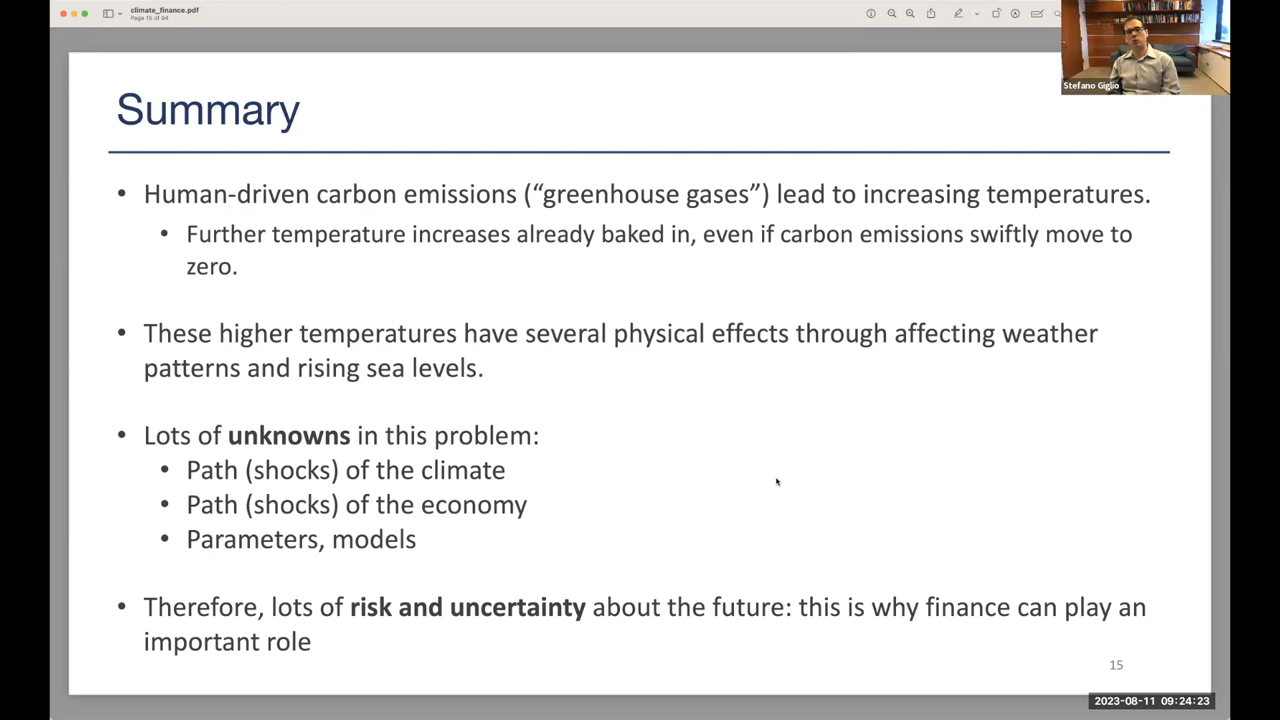 climate_finance.pdf
Page 15 of 94
Stefano Giglio
Summary
• Human-driven carbon emissions (“greenhouse gases”) lead to increasing temperatures.
• Further temperature increases already baked in, even if carbon emissions swiftly move to
zero.
• These higher temperatures have several physical effects through affecting weather
patterns and rising sea levels.
• Lots of unknowns in this problem:
• Path (shocks) of the climate
• Path (shocks) of the economy
• Parameters, models
• Therefore, lots of risk and uncertainty about the future: this is why finance can play an
important role
15
2023-08-11 09:24:23